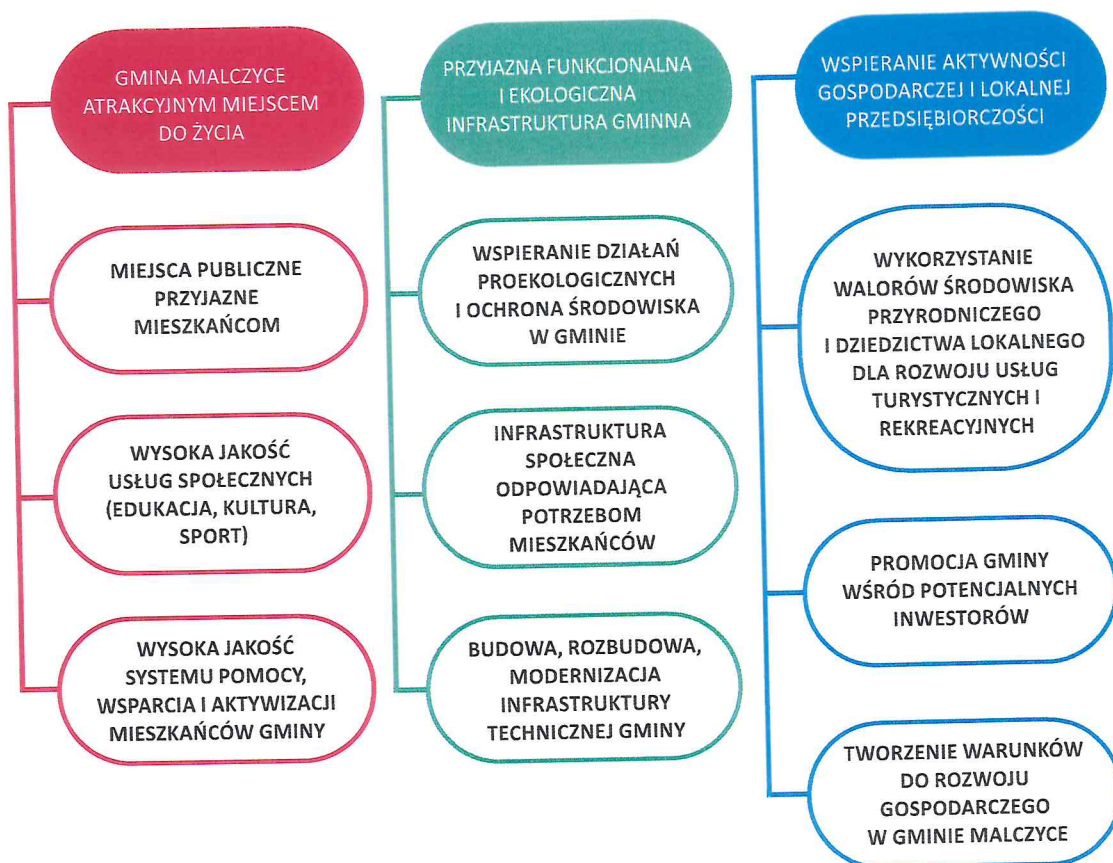 GMINA MALCZYCE
ATRAKCYJNYM MIEJSCEM
DO ŻYCIA
MIEJSCA PUBLICZNE
PRZYJAZNE
MIESZKAŃCOM
WYSOKA JAKOŚĆ
USŁUG SPOŁECZNYCH
(EDUKACJA, KULTURA,
SPORT)
WYSOKA JAKOŚĆ
SYSTEMU POMOCY,
WSPARCIA I AKTYWIZACJI
MIESZKAŃCÓW GMINY
PRZYJAZNA FUNKCJONALNA
I EKOLOGICZNA
INFRASTRUKTURA GMINNA
WSPIERANIE DZIAŁAŃ
PROEKOLOGICZNYCH
I OCHRONA ŚRODOWISKA
W GMINIE
INFRASTRUKTURA
SPOŁECZNA
ODPOWIADAJĄCA
POTRZEBOM
MIESZKAŃCÓW
BUDOWA, ROZBUDOWA,
MODERNIZACJA
INFRASTRUKTURY
TECHNICZNEJ GMINY
WSPIERANIE AKTYWNOŚCI
GOSPODARCZEJ I LOKALNEJ
PRZEDSIĘBIORCZOŚCI
WYKORZYSTANIE
WALORÓW ŚRODOWISKA
PRZYRODNICZEGO
I DZIEDZICTWA LOKALNEGO
DLA ROZWOJU USŁUG
TURYSTYCZNYCH I
REKREACYJNYCH
PROMOCJA GMINY
WŚRÓD POTENCJALNYCH
INWESTORÓW
TWORZENIE WARUNKÓW
DO ROZWOJU
GOSPODARCZEGO
W GMINIE MALCZYCE